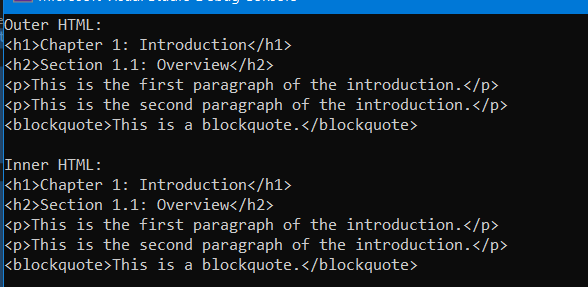 Outer HTML:
<h1>Chapter 1: Introduction</h1>
<h2>Section 1.1: Overview</h2>
<p>This is the first paragraph of the introduction.</p>
<p>This is the second paragraph of the introduction.</p>
<blockquote>This is a blockquote.</blockquote>

Inner HTML:
<h1>Chapter 1: Introduction</h1>
<h2>Section 1.1: Overview</h2>
<p>This is the first paragraph of the introduction.</p>
<p>This is the second paragraph of the introduction.</p>
<blockquote>This is a blockquote.</blockquote>